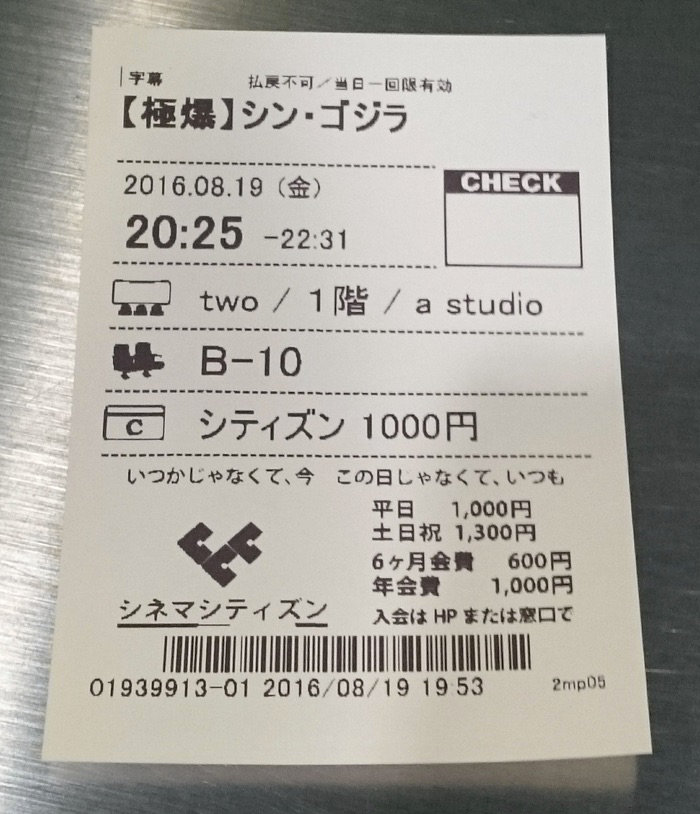 字幕 払戻不可／当日一回限有効
【極爆】シン・ゴジラ
2016.08.19（金）
CHECK
20:25 -22:31
two / 1階 / a studio
B-10
C シティズン 1000円
いつかじゃなくて、今 この日じゃなくて、いつも
平日 1,000円
土日祝 1,300円
6ヶ月会費 600円
年会費 1,000円
シネマシティズン
入会は HP または窓口で
01939913-01 2016/08/19 19:53
2mp05